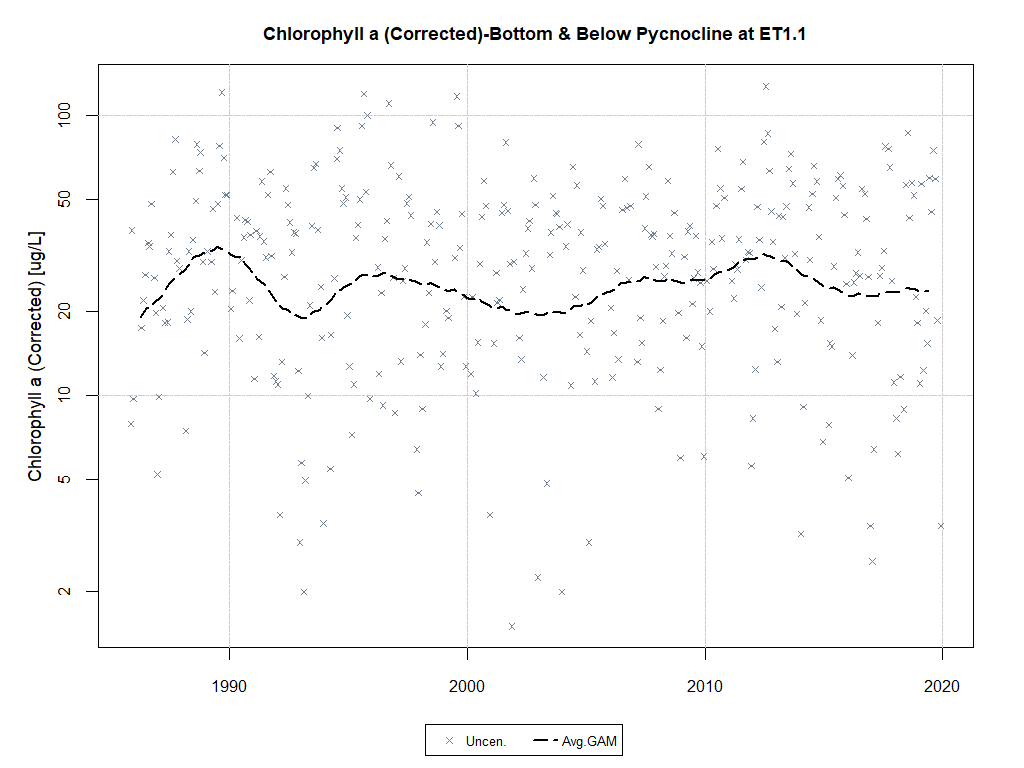 Chlorophyll a (Corrected)-Bottom & Below Pycnocline at ET1.1
Chlorophyll a (Corrected) [ug/L]
100
50
20
10
5
2
1990 2000 2010 2020
Uncen. Avg.GAM